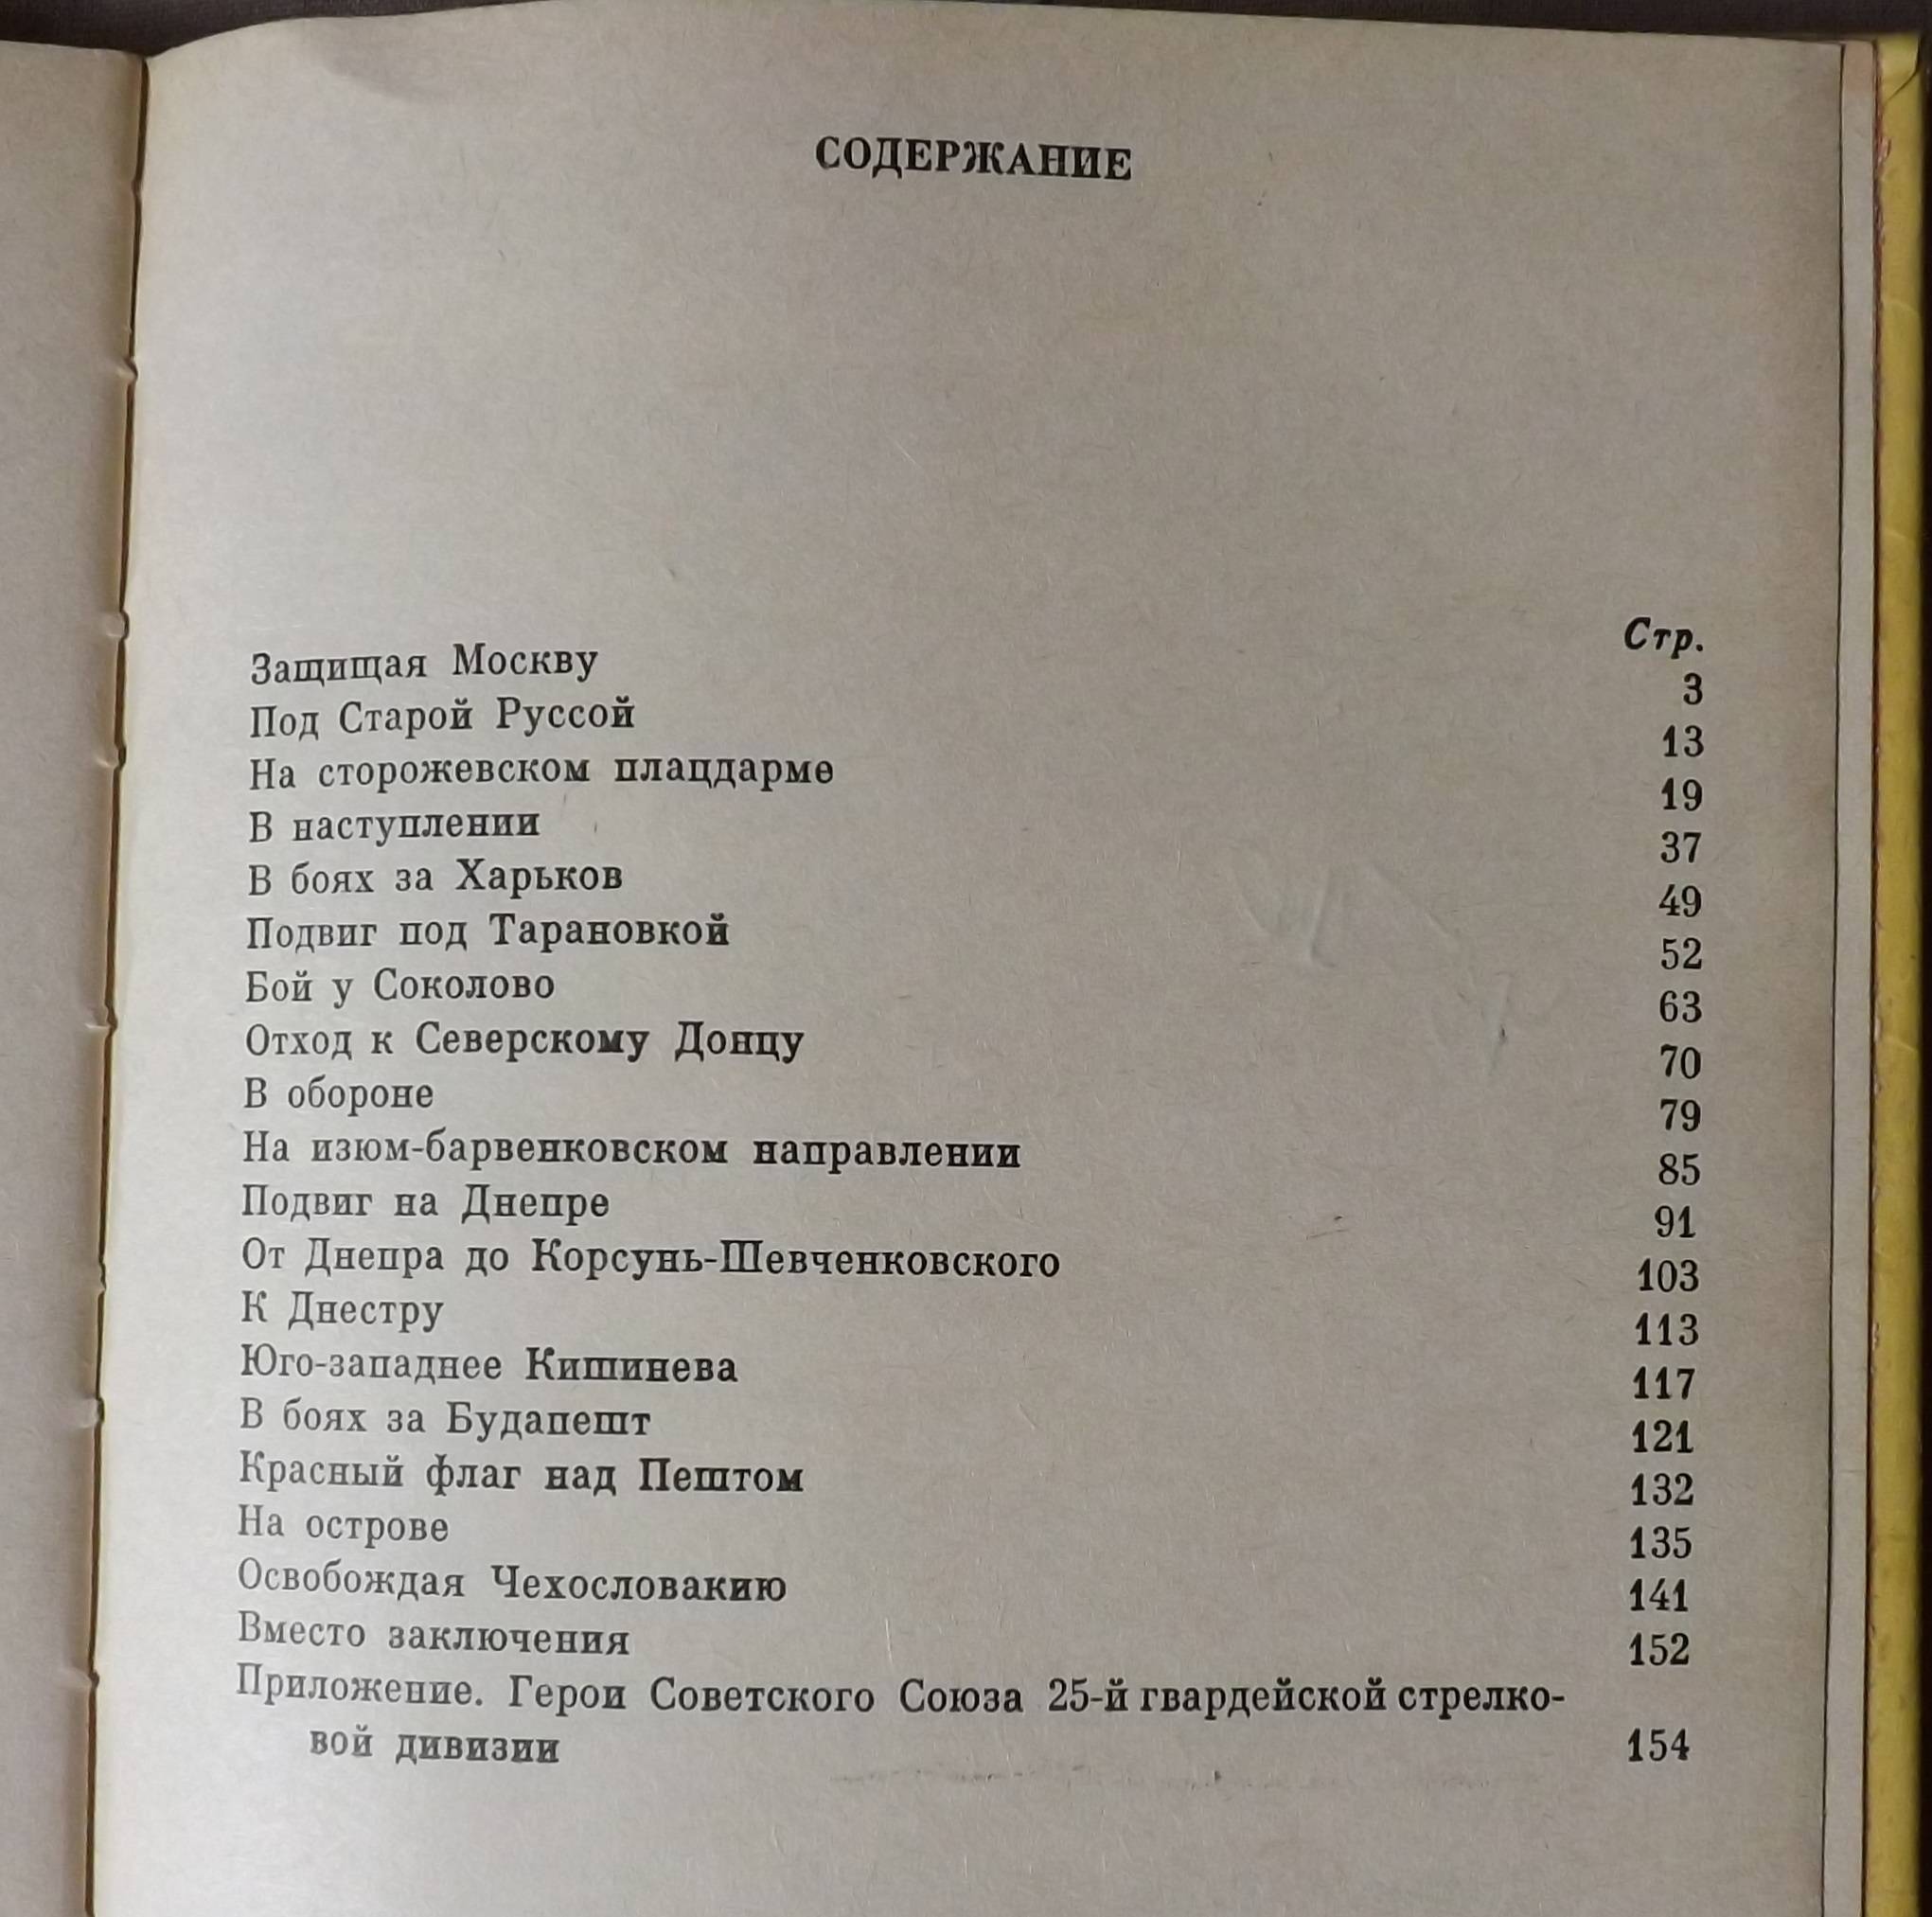 СОДЕРЖАНИЕ
Стр.
Защищая Москву 3
Под Старой Руссой 13
На сторожевском плацдарме 19
В наступлении 37
В боях за Харьков 49
Подвиг под Тарановкой 52
Бой у Соколово 63
Отход к Северскому Донцу 70
В обороне 79
На изюм-барвенковском направлении 85
Подвиг на Днепре 91
От Днепра до Корсунь-Шевченковского 103
К Днестру 113
Юго-западнее Кишинева 117
В боях за Будапешт 121
Красный флаг над Пештом 132
На острове 135
Освобождая Чехословакию 141
Вместо заключения 152
Приложение. Герои Советского Союза 25-й гвардейской стрелко-
вой дивизии 154